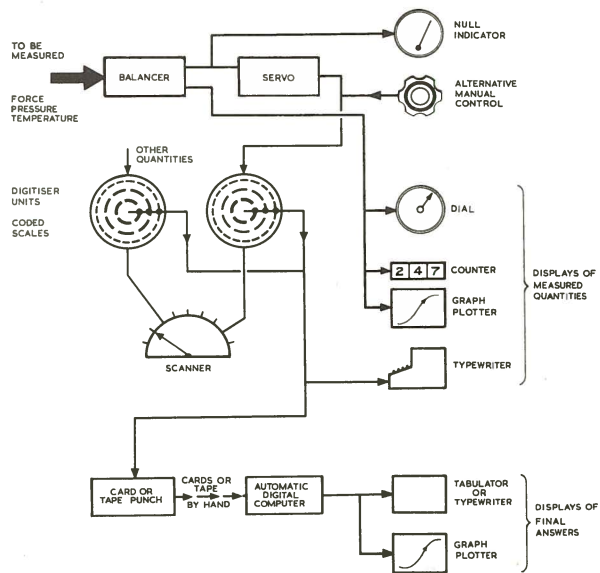 NULL
INDICATOR
TO BE
MEASURED
BALANCER
SERVO
ALTERNATIVE
MANUAL
CONTROL
FORCE
PRESSURE
TEMPERATURE
OTHER
QUANTITIES
DIGITISER
UNITS
CODED
SCALES
DIAL
2 4 7
COUNTER
DISPLAYS OF
MEASURED
QUANTITIES
GRAPH
PLOTTER
SCANNER
TYPEWRITER
CARD OR
TAPE PUNCH
CARDS OR
TAPE
BY HAND
AUTOMATIC
DIGITAL
COMPUTER
TABULATOR
OR
TYPEWRITER
DISPLAYS OF
FINAL
ANSWERS
GRAPH
PLOTTER